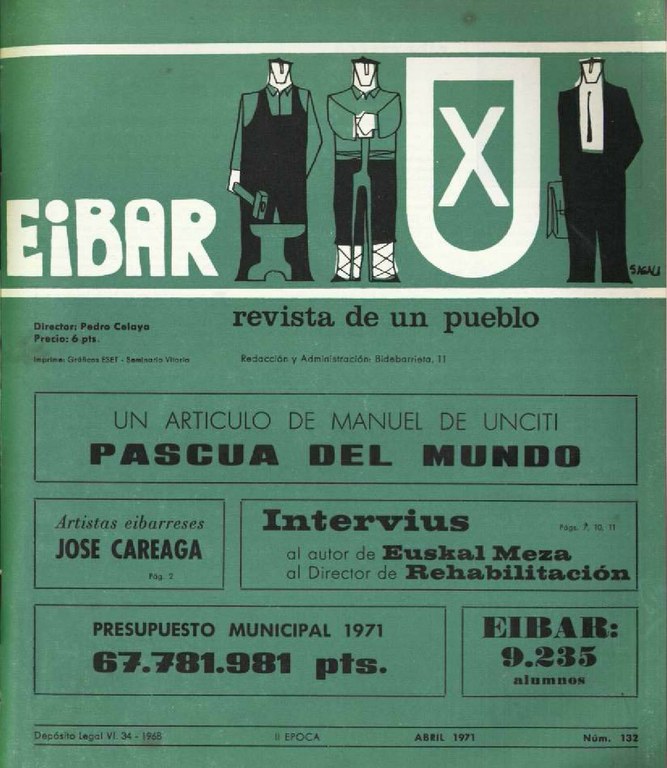 X
EiBAR
revista de un pueblo
Director: Pedro Celaya
Precio: 6 pts.
Imprime: Gráficas ESET - Seminario Vitoria
Redacción y Administración: Bidebarrieta, 11
UN ARTICULO DE MANUEL DE UNCITI
PASCUA DEL MUNDO
Artistas eibarreses
JOSE CAREAGA
Pág. 2
Intervius
Págs. 7, 10, 11
al autor de Euskal Meza
al Director de Rehabilitación
PRESUPUESTO MUNICIPAL 1971
67.781.981 pts.
EIBAR:
9.235
alumnos
Depósito Legal VI. 34 - 1968
II EPOCA
ABRIL 1971
Núm. 132